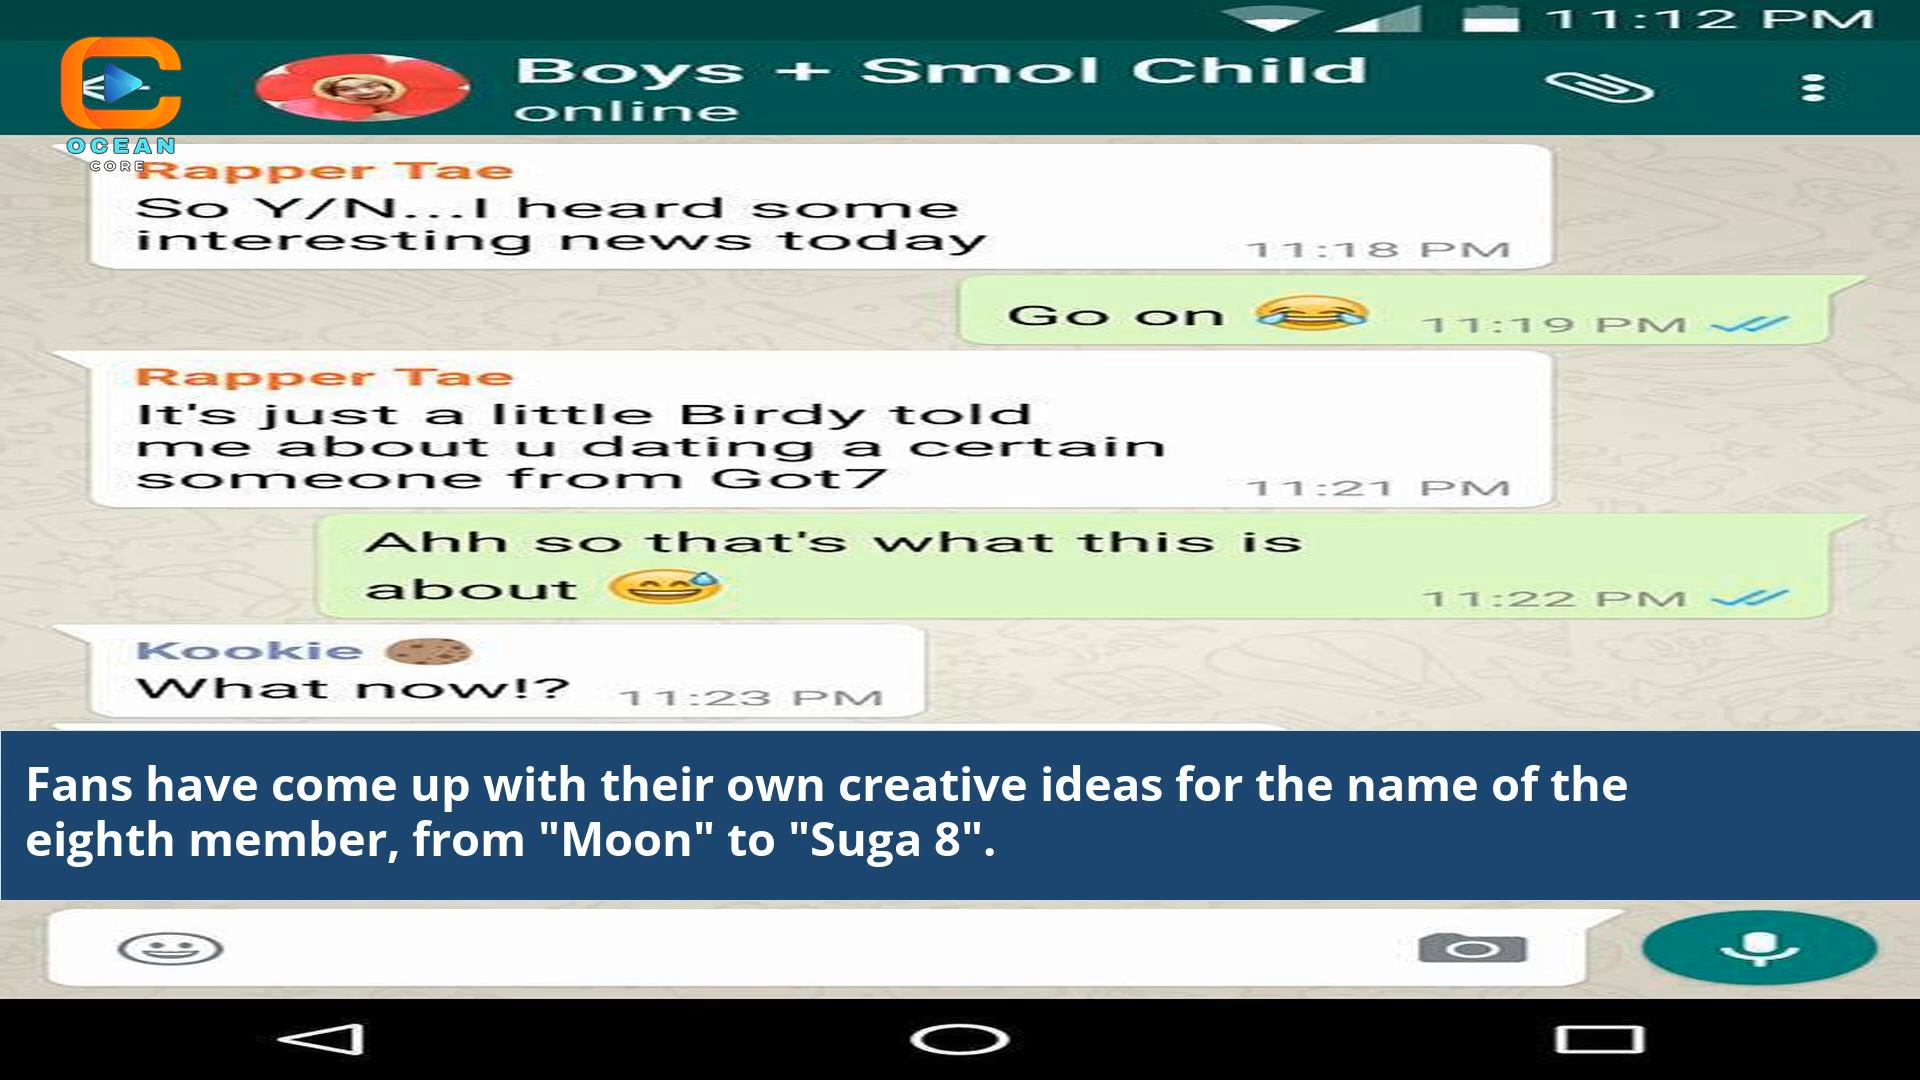 11:12 PM
Boys + Smol Child
online
OCEAN
CORE
Rapper Tae
So Y/N...I heard some
interesting news today
11:18 PM
Go on 😂 11:19 PM
Rapper Tae
It's just a little Birdy told
me about u dating a certain
someone from Got7
11:21 PM
Ahh so that's what this is
about 😅 11:22 PM
Kookie 🍪
What now!? 11:23 PM
Fans have come up with their own creative ideas for the name of the
eighth member, from "Moon" to "Suga 8".